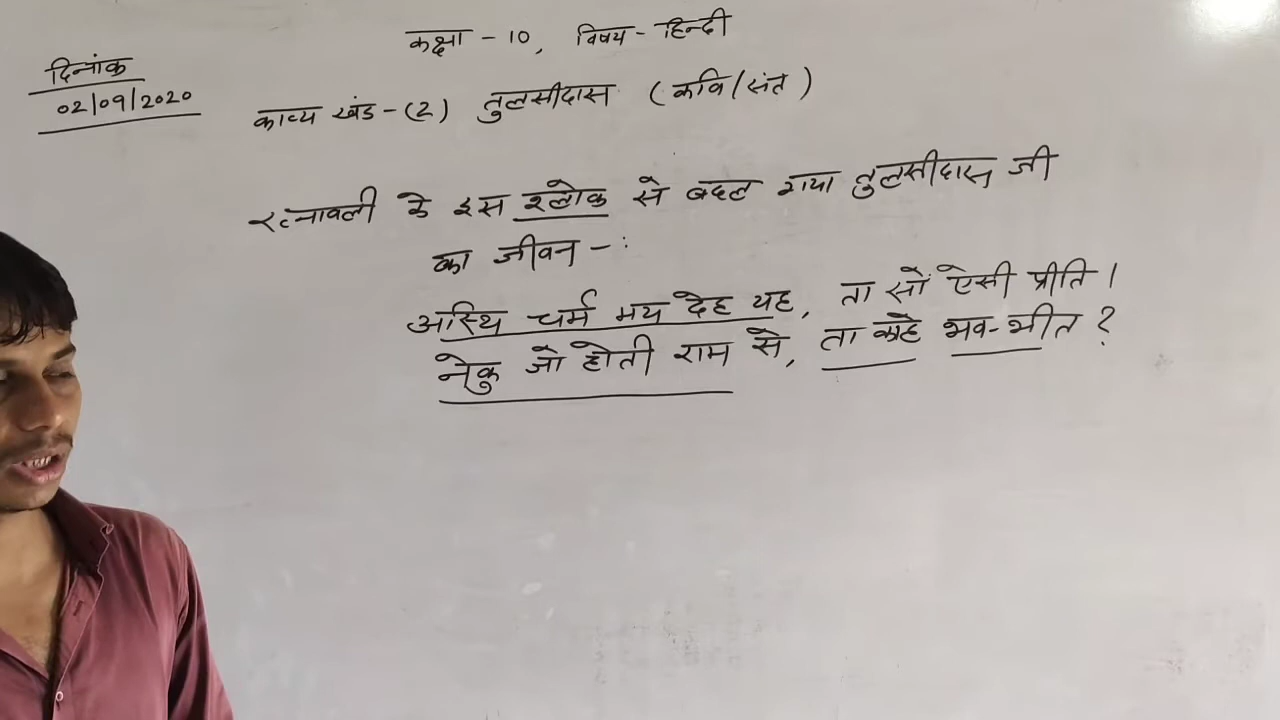 कक्षा - 10, विषय - हिन्दी
दिनांक
02/09/2020
काव्य खंड - (2) तुलसीदास (कवि/संत)
रत्नावली के इस श्लोक से बदल गया तुलसीदास जी
का जीवन - :
अस्थि चर्म मय देह यह, ता सों ऐसी प्रीति।
नेकु जो होती राम से, ता काहे भव-भीत ?